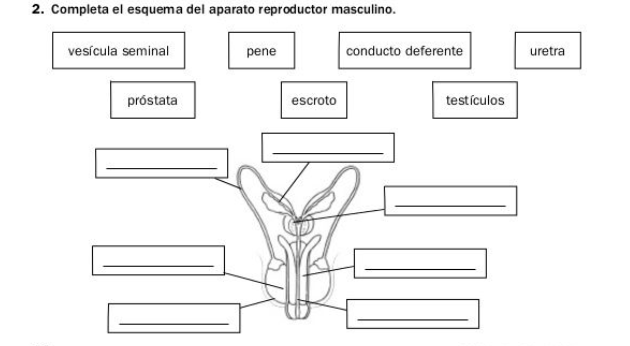 2. Completa el esquema del aparato reproductor masculino.
vesícula seminal
pene
conducto deferente
uretra
próstata
escroto
testículos